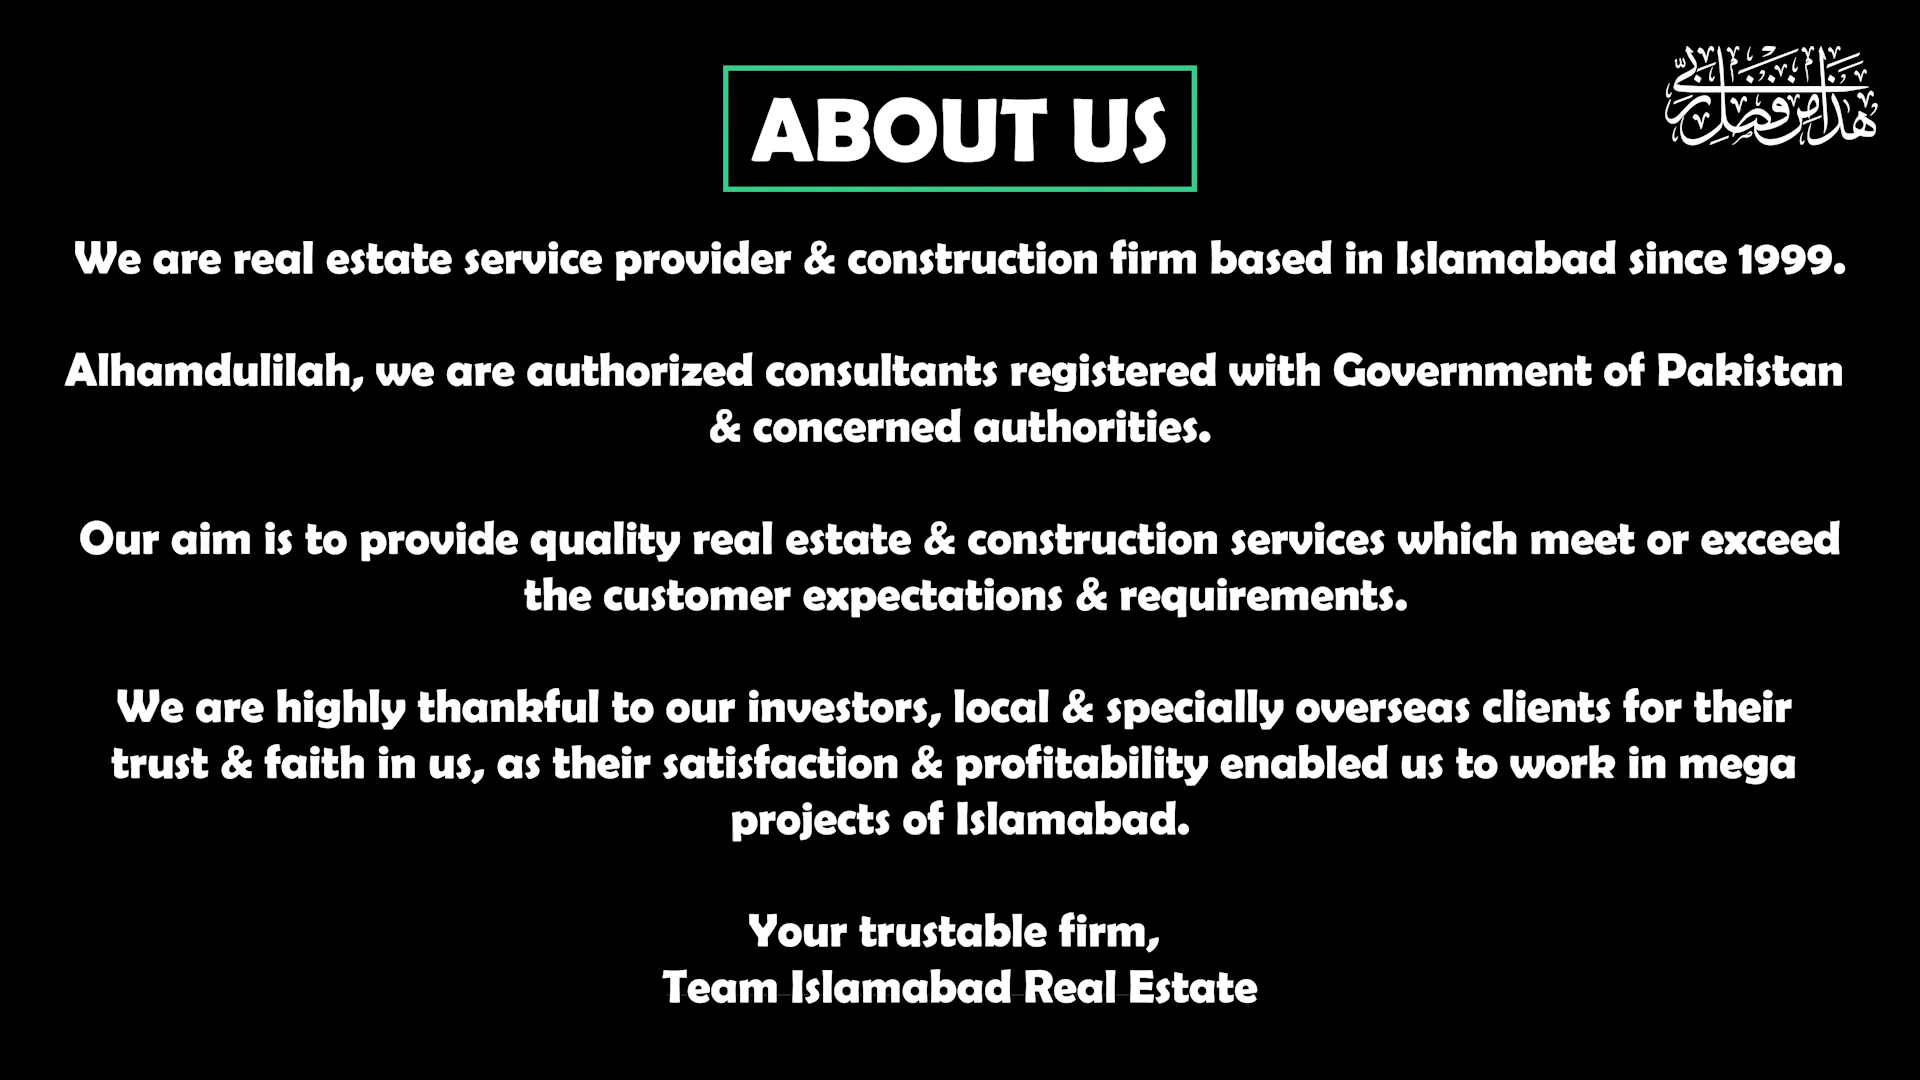 ABOUT US
هذا من فضل ربي
We are real estate service provider & construction firm based in Islamabad since 1999.
Alhamdulilah, we are authorized consultants registered with Government of Pakistan
& concerned authorities.
Our aim is to provide quality real estate & construction services which meet or exceed
the customer expectations & requirements.
We are highly thankful to our investors, local & specially overseas clients for their
trust & faith in us, as their satisfaction & profitability enabled us to work in mega
projects of Islamabad.
Your trustable firm,
Team Islamabad Real Estate